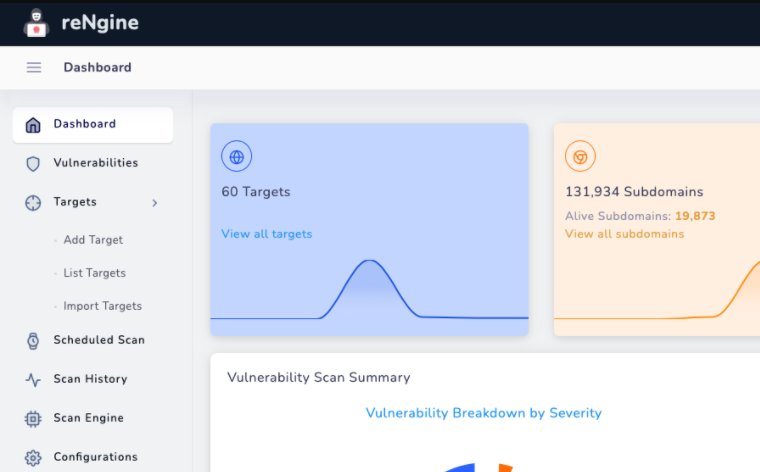 reNgine
Dashboard
Dashboard
Vulnerabilities
Targets
Add Target
List Targets
Import Targets
Scheduled Scan
Scan History
Scan Engine
Configurations
60 Targets
View all targets
131,934 Subdomains
Alive Subdomains: 19,873
View all subdomains
Vulnerability Scan Summary
Vulnerability Breakdown by Severity